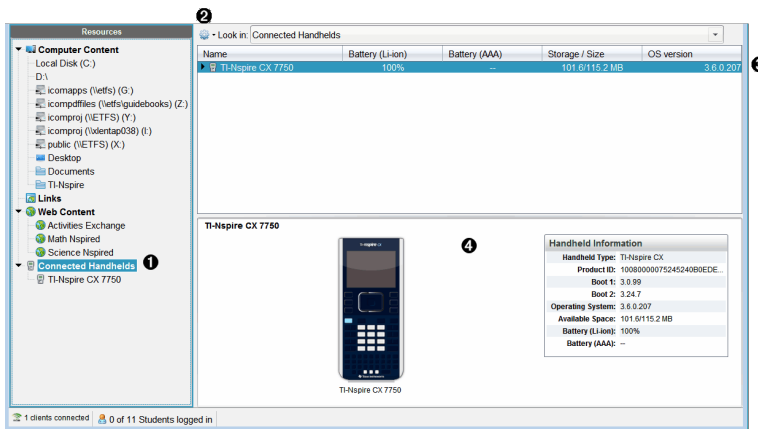 ❷
Resources
Look in: Connected Handhelds
Computer Content
Local Disk (C:)
D:\
icomapps (\\etfs) (G:)
icompdffiles (\\etfs\guidebooks) (Z:)
icomproj (\\ETFS) (Y:)
icomproj (\\xlentap038) (I:)
public (\\ETFS) (X:)
Desktop
Documents
TI-Nspire
Links
Web Content
Activities Exchange
Math Nspired
Science Nspired
Connected Handhelds ❶
TI-Nspire CX 7750
Name Battery (Li-ion) Battery (AAA) Storage / Size OS version
TI-Nspire CX 7750 100% -- 101.6/115.2 MB 3.6.0.207
❸
TI-Nspire CX 7750
❹
TI-Nspire CX 7750
Handheld Information
Handheld Type: TI-Nspire CX
Product ID: 10080000075245240B0EDE...
Boot 1: 3.0.99
Boot 2: 3.24.7
Operating System: 3.6.0.207
Available Space: 101.6/115.2 MB
Battery (Li-ion): 100%
Battery (AAA): --
1 clients connected
0 of 11 Students logged in